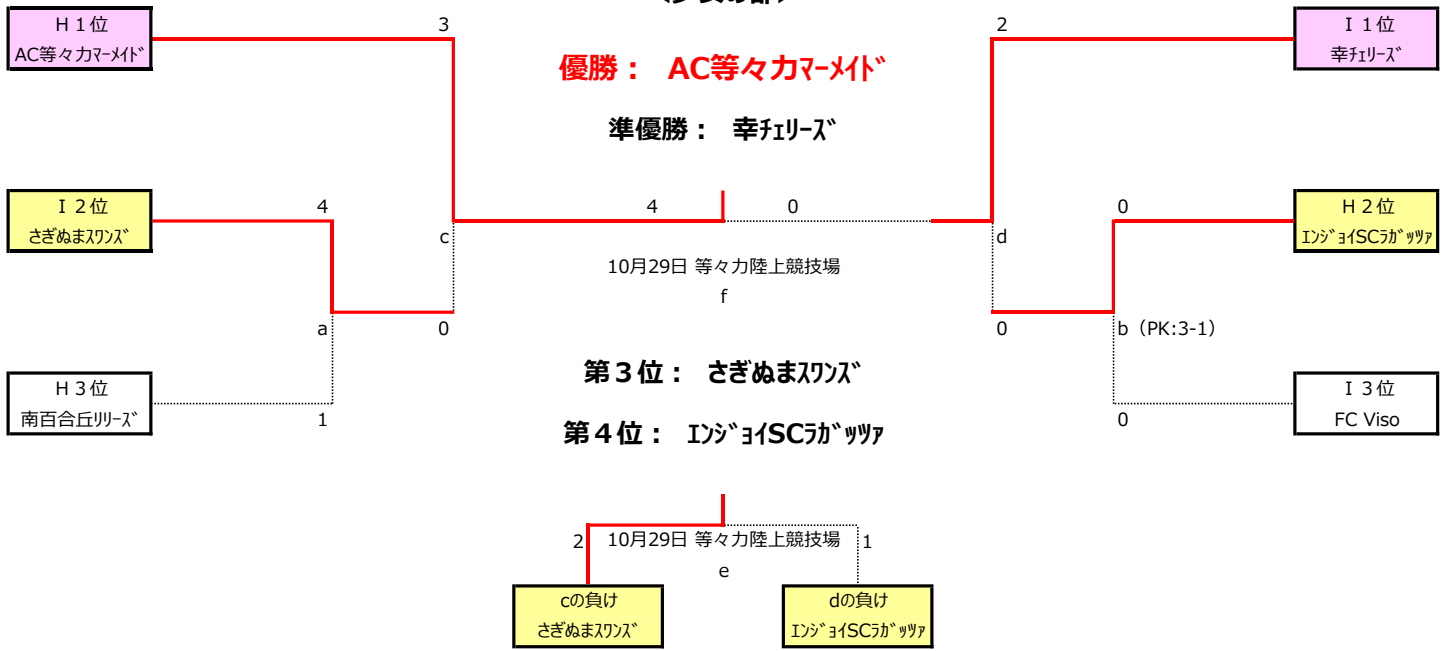 H 1位
AC等々力ﾏｰﾒｲﾄﾞ
3
2
I 1位
幸ﾁｪﾘｰｽﾞ
優勝： AC等々力ﾏｰﾒｲﾄﾞ
準優勝： 幸ﾁｪﾘｰｽﾞ
I 2位
さぎぬまｽﾜﾝｽﾞ
4
4
0
0
H 2位
ｴﾝｼﾞｮｲSCﾗｶﾞｯﾂｧ
c
d
10月29日 等々力陸上競技場
f
a
0
0
b（PK:3-1）
第３位： さぎぬまｽﾜﾝｽﾞ
H 3位
南百合丘ﾘﾘｰｽﾞ
1
0
I 3位
FC Viso
第４位： ｴﾝｼﾞｮｲSCﾗｶﾞｯﾂｧ
2
10月29日 等々力陸上競技場
1
e
cの負け
さぎぬまｽﾜﾝｽﾞ
dの負け
ｴﾝｼﾞｮｲSCﾗｶﾞｯﾂｧ